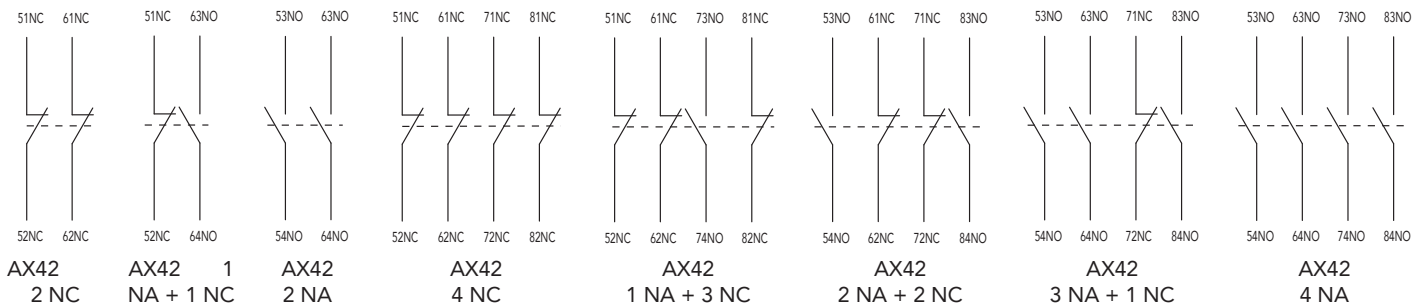 51NC 61NC 51NC 63NO 53NO 63NO 51NC 61NC 71NC 81NC 51NC 61NC 73NO 81NC 53NO 61NC 71NC 83NO 53NO 63NO 71NC 83NO 53NO 63NO 73NO 83NO
52NC 62NC 52NC 64NO 54NO 64NO 52NC 62NC 72NC 82NC 52NC 62NC 74NO 82NC 54NO 62NC 72NC 84NO 54NO 64NO 72NC 84NO 54NO 64NO 74NO 84NO
AX42 AX42 1 AX42 AX42 AX42 AX42 AX42 AX42
2 NC NA + 1 NC 2 NA 4 NC 1 NA + 3 NC 2 NA + 2 NC 3 NA + 1 NC 4 NA